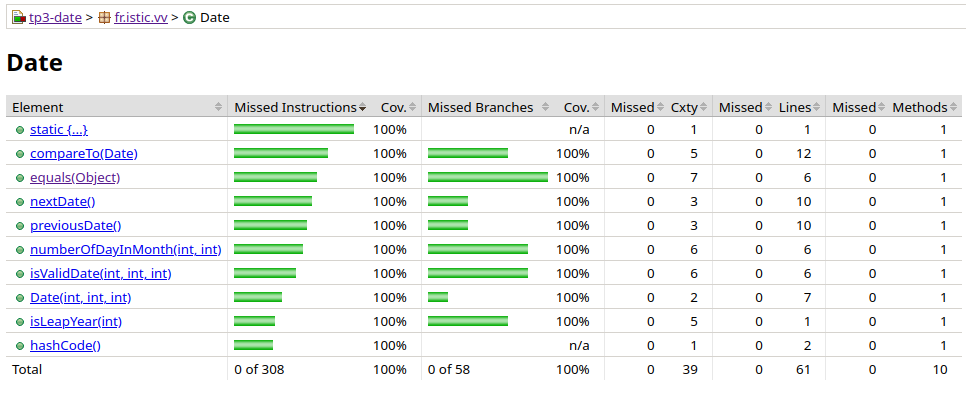 tp3-date > fr.istic.vv > Date
Date
Element Missed Instructions Cov. Missed Branches Cov. Missed Cxty Missed Lines Missed Methods
static {...} 100% n/a 0 1 0 1 0 1
compareTo(Date) 100% 100% 0 5 0 12 0 1
equals(Object) 100% 100% 0 7 0 6 0 1
nextDate() 100% 100% 0 3 0 10 0 1
previousDate() 100% 100% 0 3 0 10 0 1
numberOfDayInMonth(int, int) 100% 100% 0 6 0 6 0 1
isValidDate(int, int, int) 100% 100% 0 6 0 6 0 1
Date(int, int, int) 100% 100% 0 2 0 7 0 1
isLeapYear(int) 100% 100% 0 5 0 1 0 1
hashCode() 100% n/a 0 1 0 2 0 1
Total 0 of 308 100% 0 of 58 100% 0 39 0 61 0 10